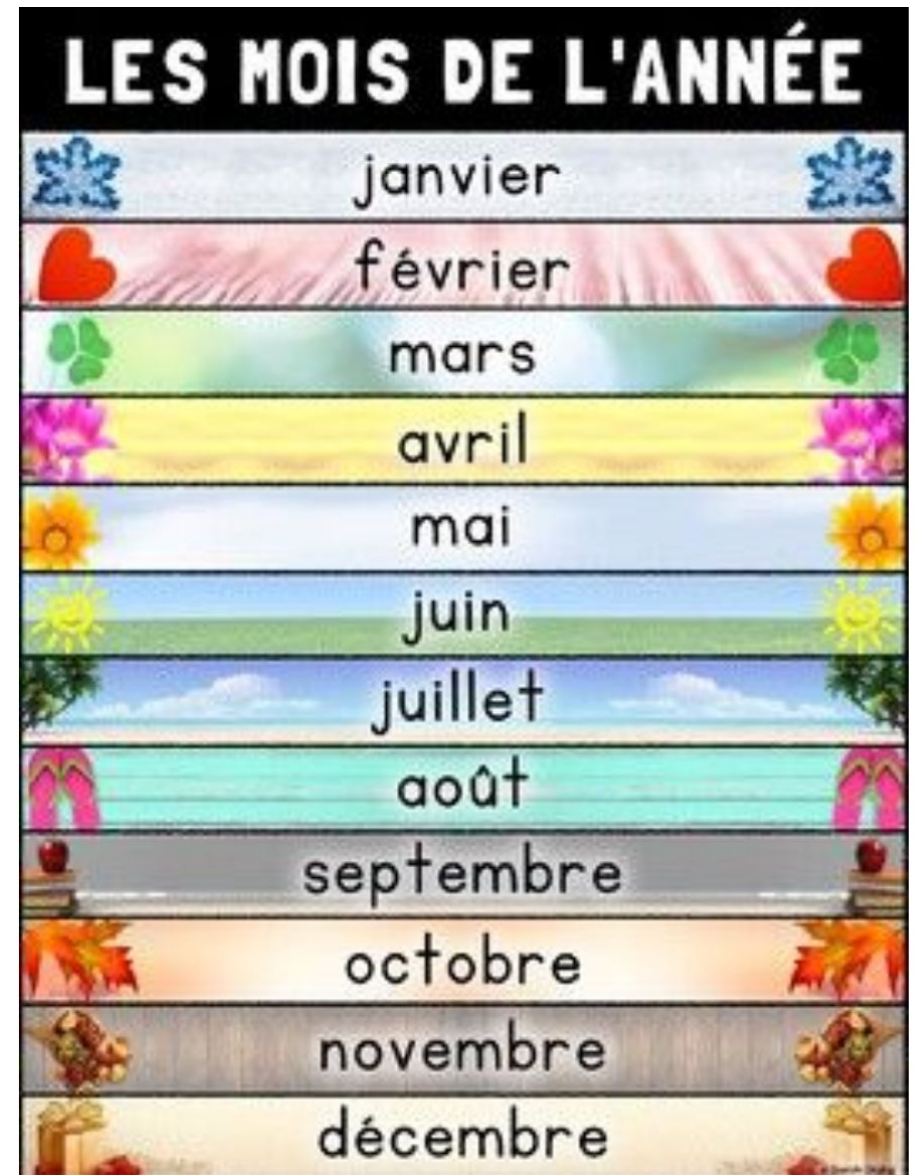 LES MOIS DE L'ANNÉE
janvier
février
mars
avril
mai
juin
juillet
août
septembre
octobre
novembre
décembre